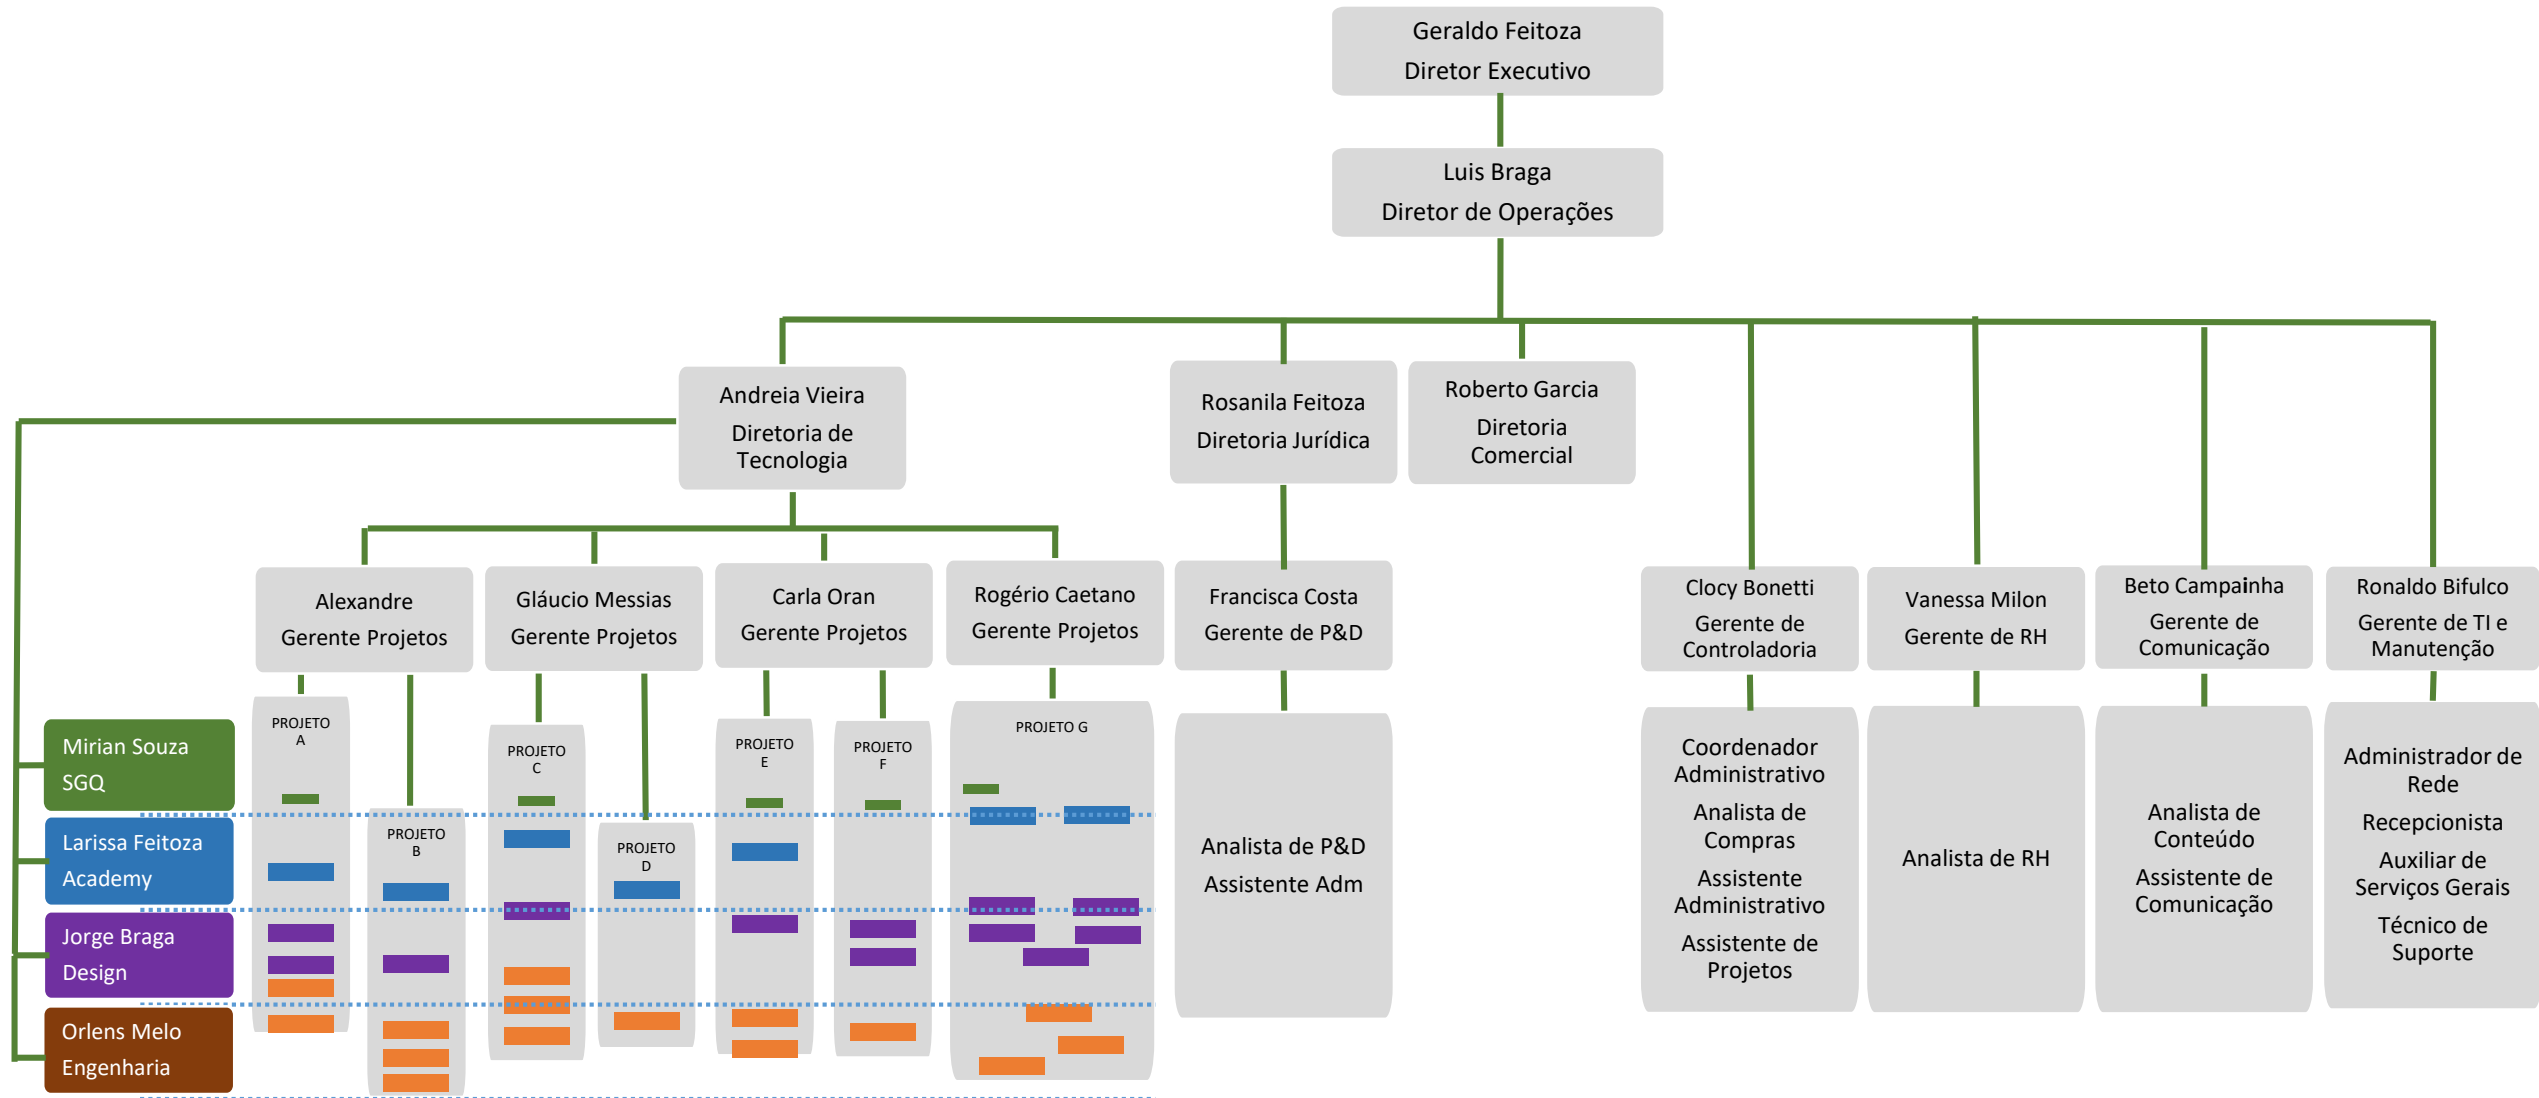 Geraldo Feitoza
Diretor Executivo
Luis Braga
Diretor de Operações
Andreia Vieira
Diretoria de
Tecnologia
Rosanila Feitoza
Diretoria Jurídica
Roberto Garcia
Diretoria
Comercial
Alexandre
Gerente Projetos
Gláucio Messias
Gerente Projetos
Carla Oran
Gerente Projetos
Rogério Caetano
Gerente Projetos
Francisca Costa
Gerente de P&D
Clocy Bonetti
Gerente de
Controladoria
Vanessa Milon
Gerente de RH
Beto Campainha
Gerente de
Comunicação
Ronaldo Bifulco
Gerente de TI e
Manutenção
Mirian Souza
SGQ
Larissa Feitoza
Academy
Jorge Braga
Design
Orlens Melo
Engenharia
PROJETO
A
PROJETO
B
PROJETO
C
PROJETO
D
PROJETO
E
PROJETO
F
PROJETO G
Analista de P&D
Assistente Adm
Coordenador
Administrativo
Analista de
Compras
Assistente
Administrativo
Assistente de
Projetos
Analista de RH
Analista de
Conteúdo
Assistente de
Comunicação
Administrador de
Rede
Recepcionista
Auxiliar de
Serviços Gerais
Técnico de
Suporte